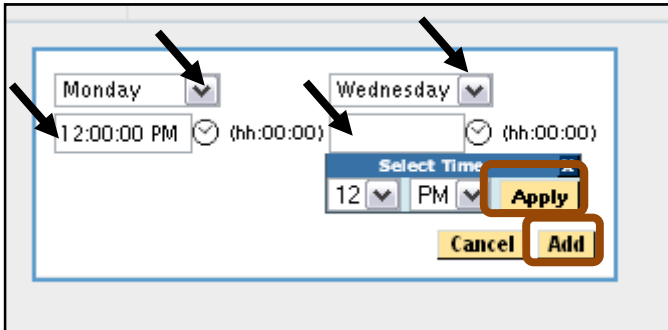 Monday Wednesday
12:00:00 PM (hh:00:00) (hh:00:00)
Select Time X
12 PM Apply
Cancel Add